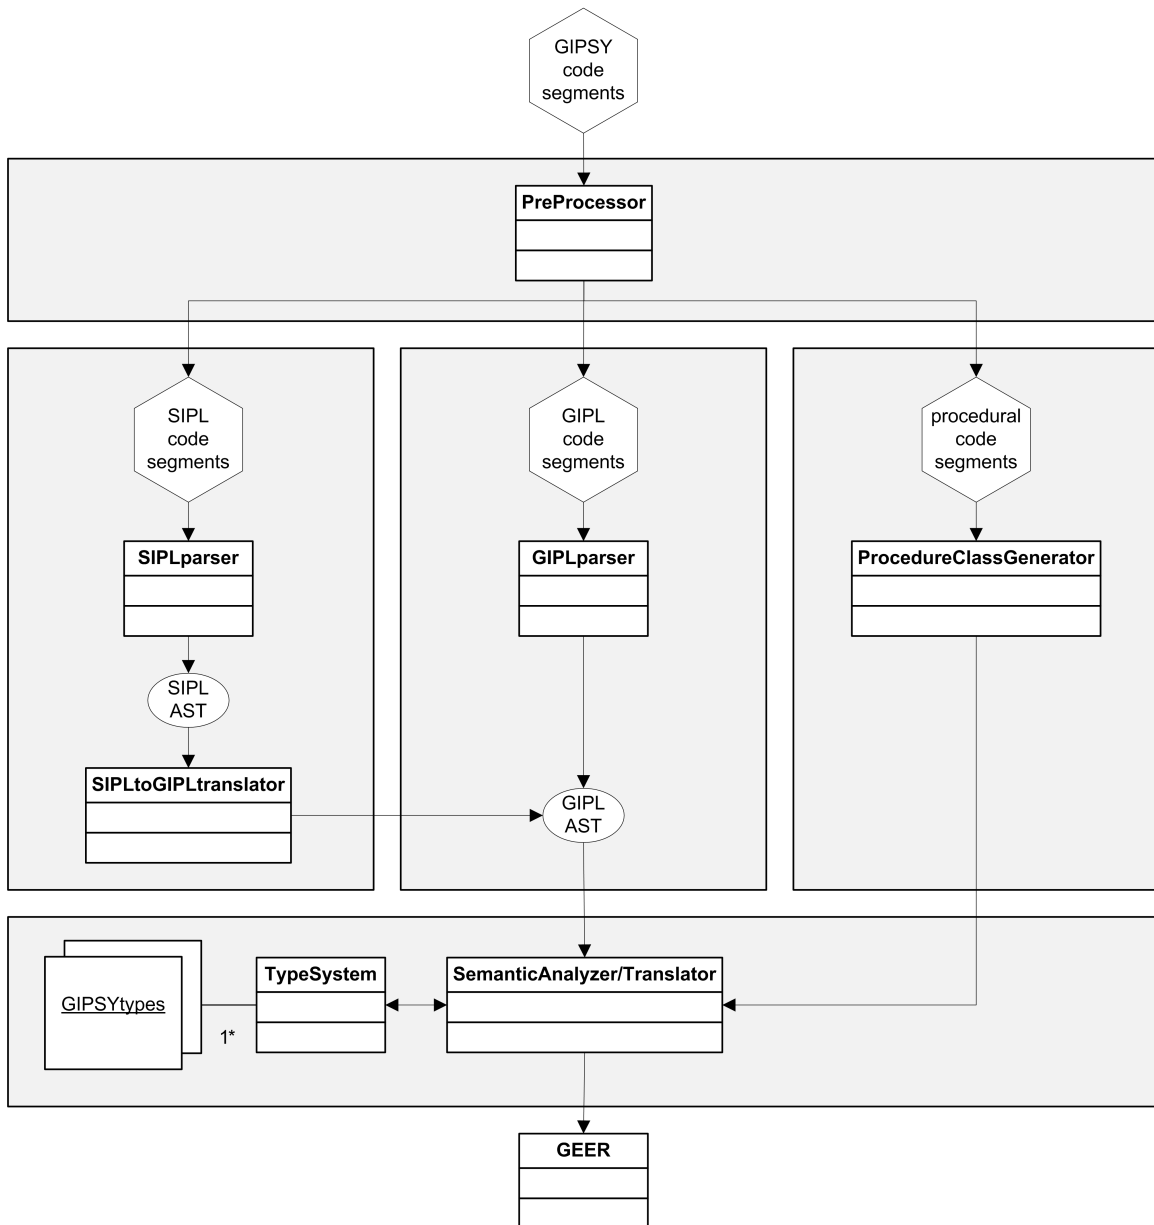 GIPSY
code
segments
PreProcessor
SIPL
code
segments
GIPL
code
segments
procedural
code
segments
SIPLparser
GIPLparser
ProcedureClassGenerator
SIPL
AST
SIPLtoGIPLtranslator
GIPL
AST
GIPSYtypes
1*
TypeSystem
SemanticAnalyzer/Translator
GEER